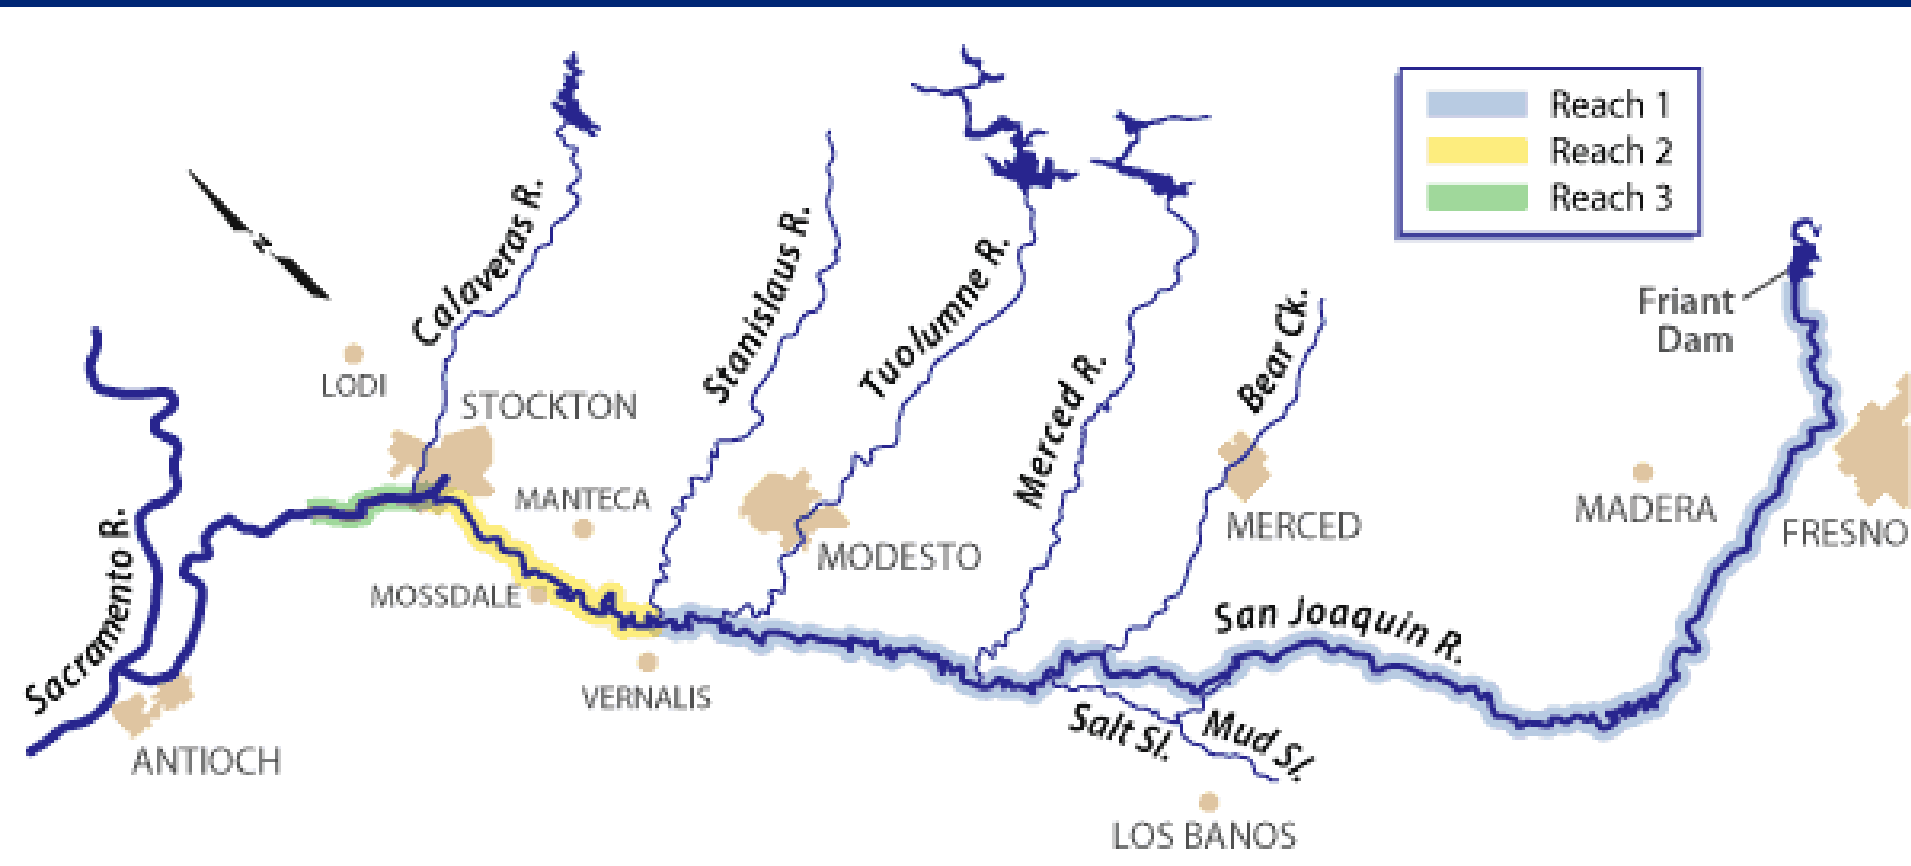 Reach 1
Reach 2
Reach 3
N
Calaveras R.
Stanislaus R.
Tuolumne R.
Merced R.
Bear Ck.
Friant
Dam
LODI
STOCKTON
MANTECA
MODESTO
MERCED
MADERA
FRESNO
Sacramento R.
MOSSDALE
VERNALIS
San Joaquin R.
Salt Sl.
Mud Sl.
ANTIOCH
LOS BANOS